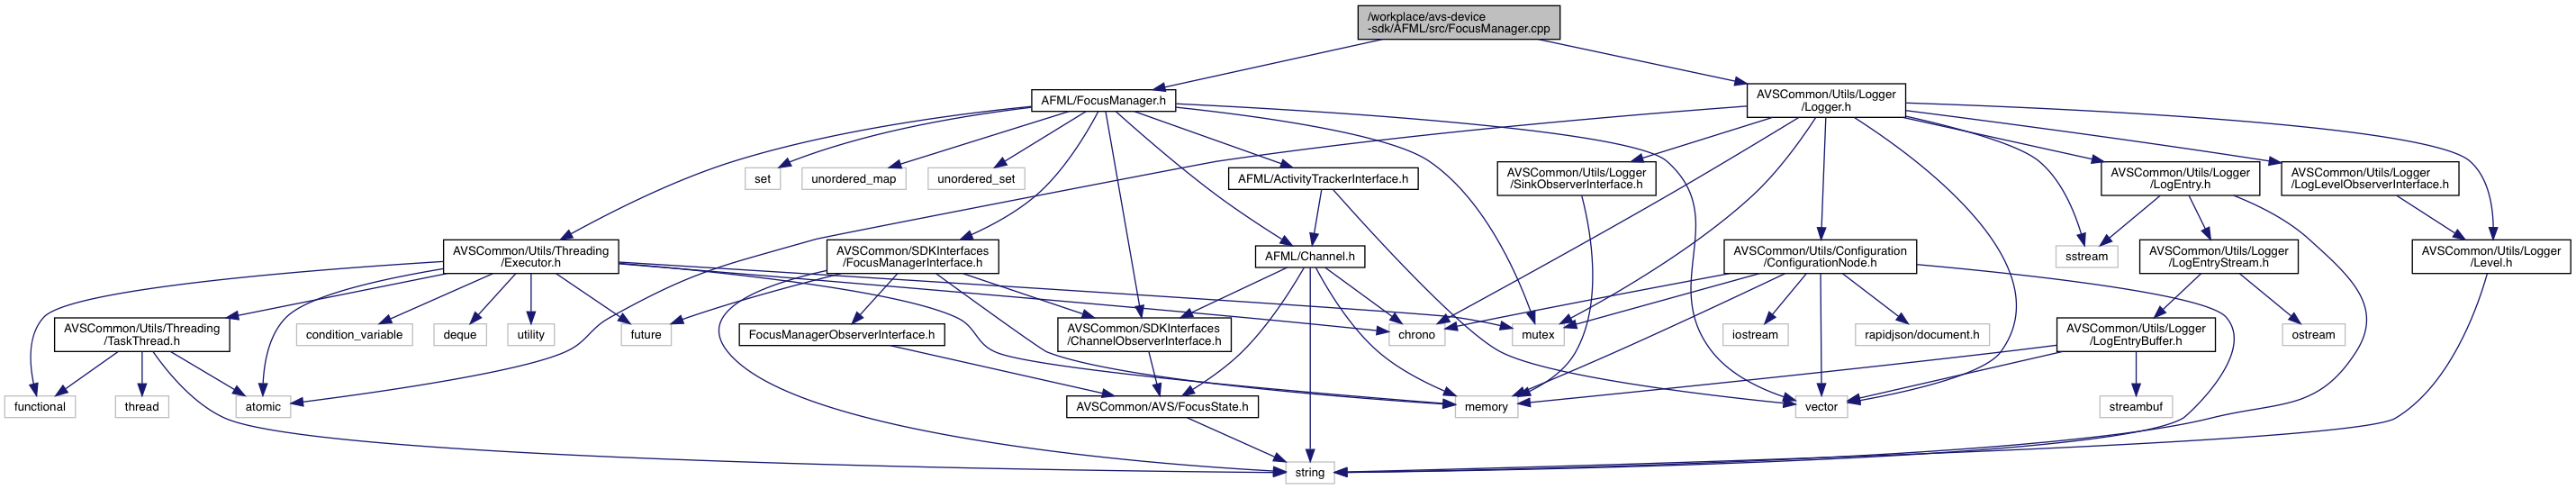 /workplace/avs-device
-sdk/AFML/src/FocusManager.cpp
AFML/FocusManager.h
AVSCommon/Utils/Logger
/Logger.h
set
unordered_map
unordered_set
AFML/ActivityTrackerInterface.h
AVSCommon/Utils/Logger
/SinkObserverInterface.h
AVSCommon/Utils/Logger
/LogEntry.h
AVSCommon/Utils/Logger
/LogLevelObserverInterface.h
AVSCommon/Utils/Threading
/Executor.h
AVSCommon/SDKInterfaces
/FocusManagerInterface.h
AFML/Channel.h
AVSCommon/Utils/Configuration
/ConfigurationNode.h
sstream
AVSCommon/Utils/Logger
/LogEntryStream.h
AVSCommon/Utils/Logger
/Level.h
AVSCommon/Utils/Threading
/TaskThread.h
condition_variable
deque
utility
future
FocusManagerObserverInterface.h
AVSCommon/SDKInterfaces
/ChannelObserverInterface.h
chrono
mutex
iostream
rapidjson/document.h
AVSCommon/Utils/Logger
/LogEntryBuffer.h
ostream
functional
thread
atomic
AVSCommon/AVS/FocusState.h
memory
vector
streambuf
string